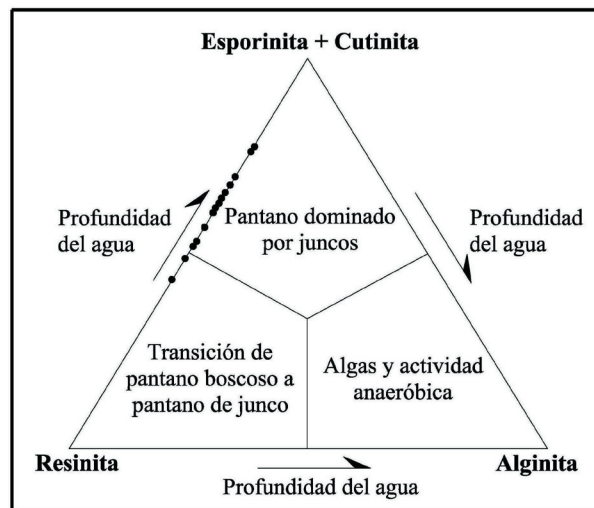 Esporinita + Cutinita
Profundidad
del agua
Pantano dominado
por juncos
Profundidad
del agua
Transición de
pantano boscoso a
pantano de junco
Algas y actividad
anaeróbica
Resinita
Alginita
Profundidad del agua